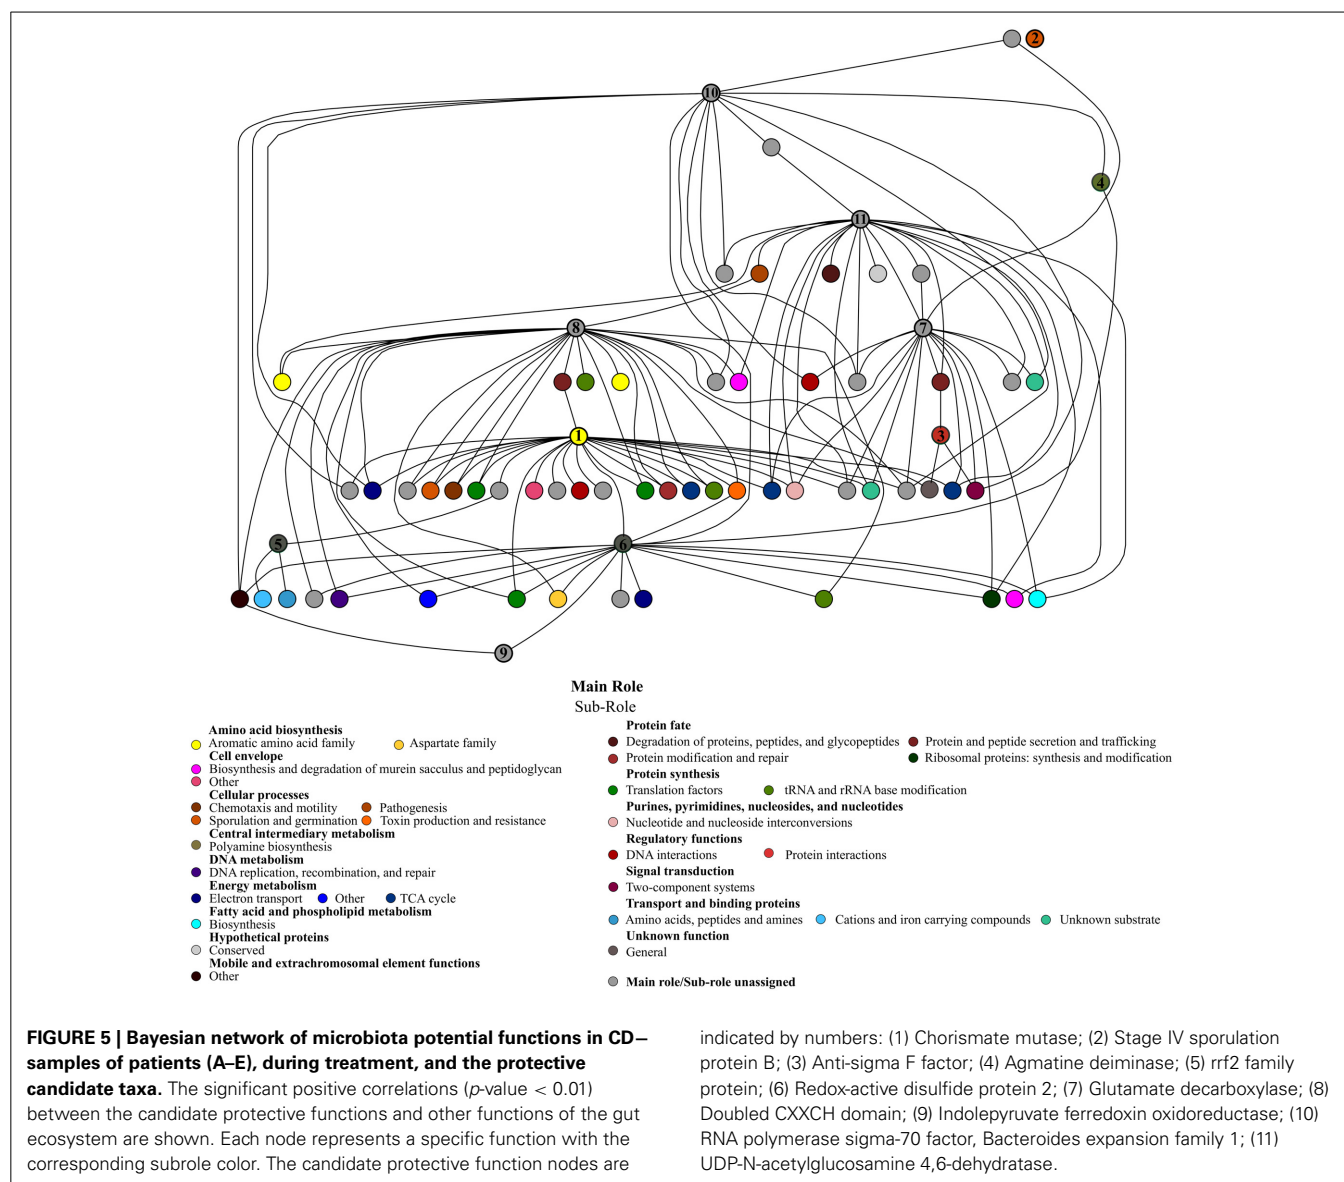 2
10
4
11
8
7
1
3
5
6
9
Main Role
Sub-Role
Amino acid biosynthesis
Aromatic amino acid family Aspartate family
Cell envelope
Biosynthesis and degradation of murein sacculus and peptidoglycan
Other
Cellular processes
Chemotaxis and motility Pathogenesis
Sporulation and germination Toxin production and resistance
Central intermediary metabolism
Polyamine biosynthesis
DNA metabolism
DNA replication, recombination, and repair
Energy metabolism
Electron transport Other TCA cycle
Fatty acid and phospholipid metabolism
Biosynthesis
Hypothetical proteins
Conserved
Mobile and extrachromosomal element functions
Other
Protein fate
Degradation of proteins, peptides, and glycopeptides Protein and peptide secretion and trafficking
Protein modification and repair Ribosomal proteins: synthesis and modification
Protein synthesis
Translation factors tRNA and rRNA base modification
Purines, pyrimidines, nucleosides, and nucleotides
Nucleotide and nucleoside interconversions
Regulatory functions
DNA interactions Protein interactions
Signal transduction
Two-component systems
Transport and binding proteins
Amino acids, peptides and amines Cations and iron carrying compounds Unknown substrate
Unknown function
General
Main role/Sub-role unassigned
FIGURE 5 | Bayesian network of microbiota potential functions in CD−
samples of patients (A–E), during treatment, and the protective
candidate taxa. The significant positive correlations (p-value < 0.01)
between the candidate protective functions and other functions of the gut
ecosystem are shown. Each node represents a specific function with the
corresponding subrole color. The candidate protective function nodes are
indicated by numbers: (1) Chorismate mutase; (2) Stage IV sporulation
protein B; (3) Anti-sigma F factor; (4) Agmatine deiminase; (5) rrf2 family
protein; (6) Redox-active disulfide protein 2; (7) Glutamate decarboxylase; (8)
Doubled CXXCH domain; (9) Indolepyruvate ferredoxin oxidoreductase; (10)
RNA polymerase sigma-70 factor, Bacteroides expansion family 1; (11)
UDP-N-acetylglucosamine 4,6-dehydratase.